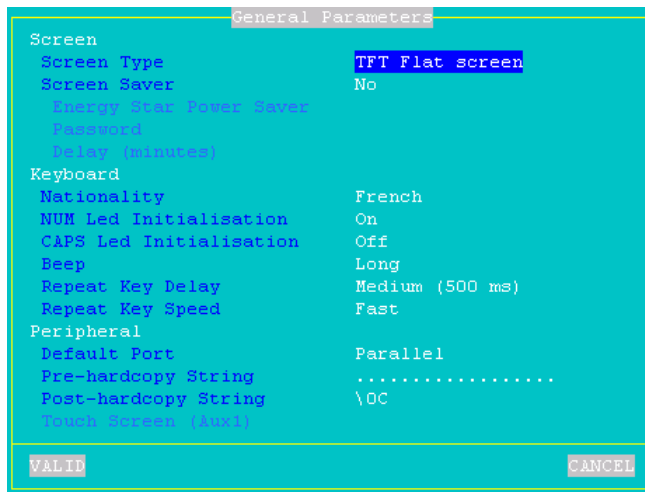 General Parameters
Screen
Screen Type TFT Flat screen
Screen Saver No
Energy Star Power Saver
Password
Delay (minutes)
Keyboard
Nationality French
NUM Led Initialisation On
CAPS Led Initialisation Off
Beep Long
Repeat Key Delay Medium (500 ms)
Repeat Key Speed Fast
Peripheral
Default Port Parallel
Pre-hardcopy String ..................
Post-hardcopy String \0C
Touch Screen (Aux1)
VALID CANCEL